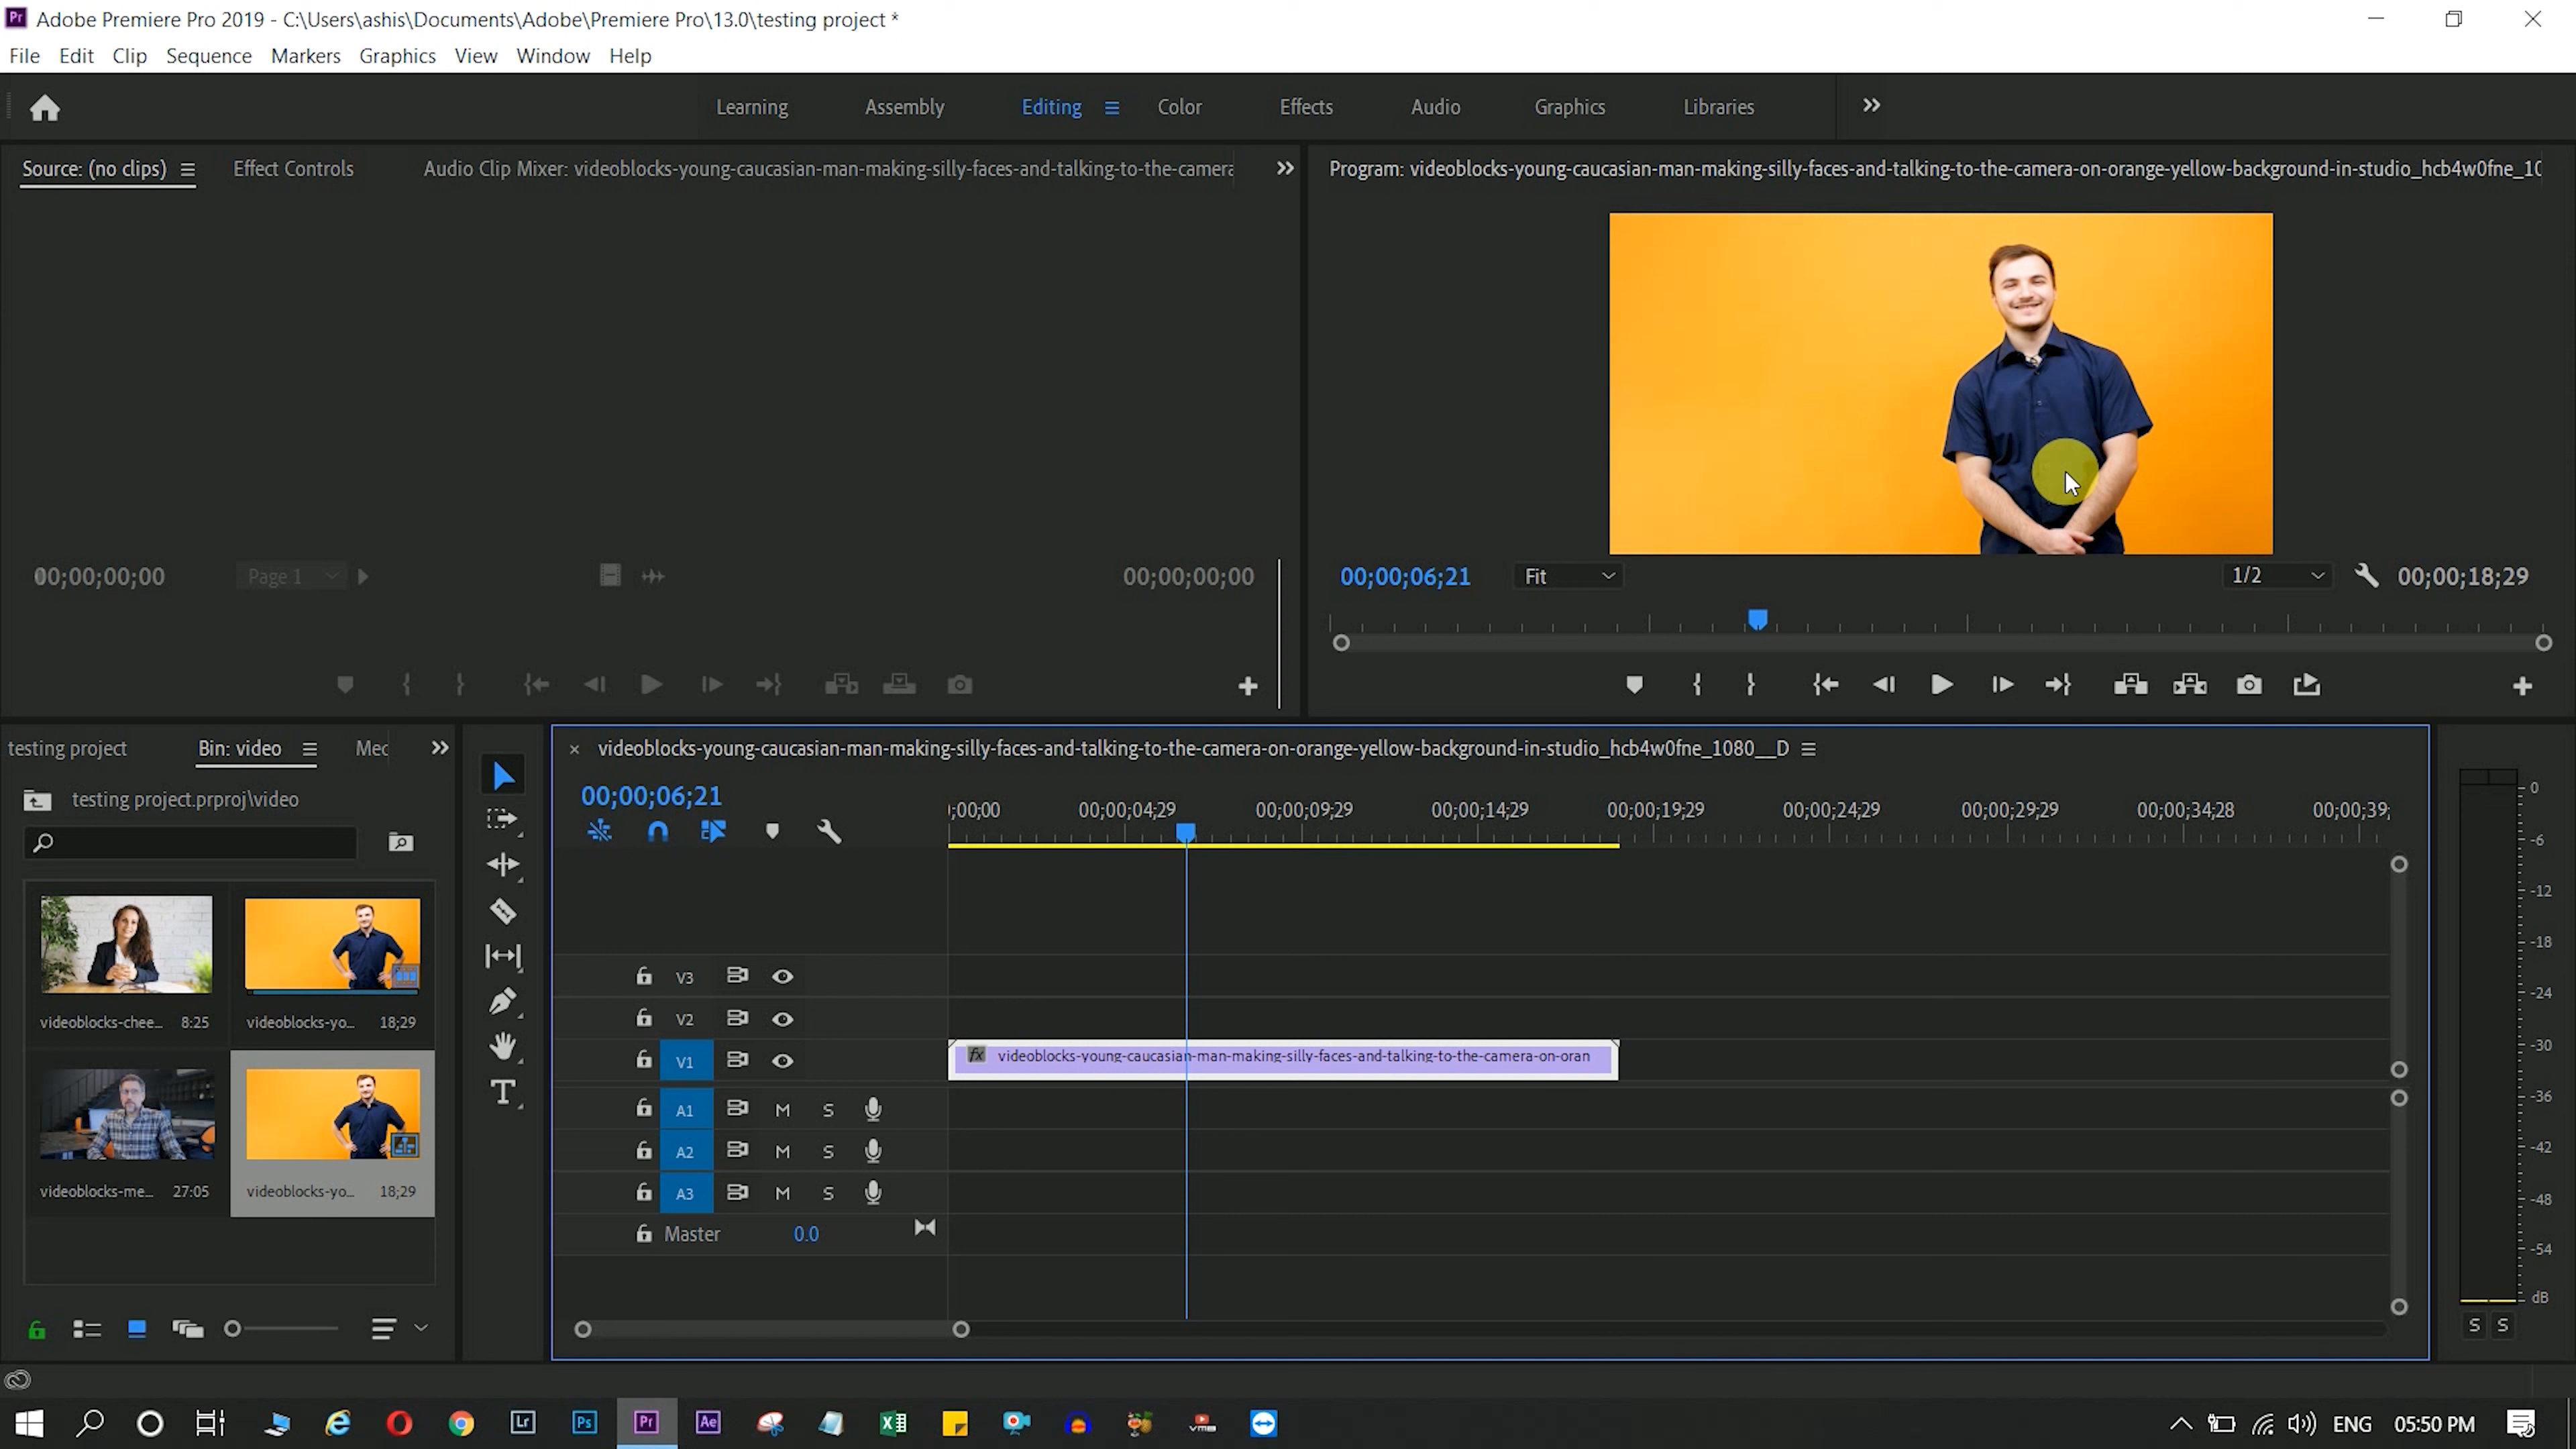 Pr Adobe Premiere Pro 2019 - C:\Users\ashis\Documents\Adobe\Premiere Pro\13.0\testing project *
File Edit Clip Sequence Markers Graphics View Window Help
Learning Assembly Editing Color Effects Audio Graphics Libraries
Source: (no clips) Effect Controls Audio Clip Mixer: videoblocks-young-caucasian-man-making-silly-faces-and-talking-to-the-camera
Program: videoblocks-young-caucasian-man-making-silly-faces-and-talking-to-the-camera-on-orange-yellow-background-in-studio_hcb4w0fne_10
00;00;00;00 Page 1 00;00;00;00
00;00;06;21 Fit 1/2 00;00;18;29
testing project Bin: video Med
testing project.prproj\video
videoblocks-chee... 8:25
videoblocks-yo... 18;29
videoblocks-me... 27:05
videoblocks-yo... 18;29
videoblocks-young-caucasian-man-making-silly-faces-and-talking-to-the-camera-on-orange-yellow-background-in-studio_hcb4w0fne_1080__D
00;00;06;21
;00;00 00;00;04;29 00;00;09;29 00;00;14;29 00;00;19;29 00;00;24;29 00;00;29;29 00;00;34;28 00;00;39;
V3
V2
V1 fx videoblocks-young-caucasian-man-making-silly-faces-and-talking-to-the-camera-on-oran
A1 M S
A2 M S
A3 M S
Master 0.0
0
-6
-12
-18
-24
-30
-36
-42
-48
-54
dB
S S
Lr Ps Pr Ae
ENG 05:50 PM